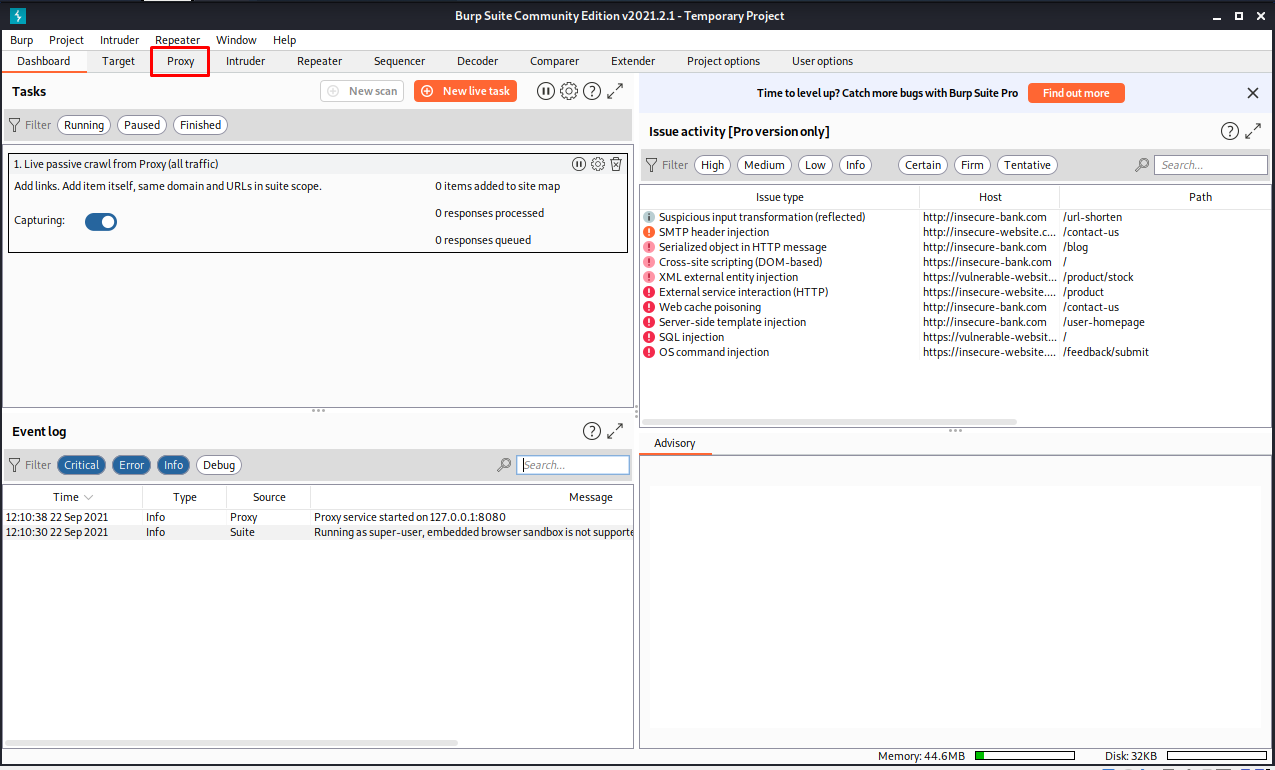 Burp Suite Community Edition v2021.2.1 - Temporary Project
Burp Project Intruder Repeater Window Help
Dashboard Target Proxy Intruder Repeater Sequencer Decoder Comparer Extender Project options User options
Tasks New scan New live task
Filter Running Paused Finished
1. Live passive crawl from Proxy (all traffic)
Add links. Add item itself, same domain and URLs in suite scope. 0 items added to site map
0 responses processed
Capturing:
0 responses queued
Event log
Filter Critical Error Info Debug Search...
Time Type Source Message
12:10:38 22 Sep 2021 Info Proxy Proxy service started on 127.0.0.1:8080
12:10:30 22 Sep 2021 Info Suite Running as super-user, embedded browser sandbox is not supporte
Time to level up? Catch more bugs with Burp Suite Pro Find out more
Issue activity [Pro version only]
Filter High Medium Low Info Certain Firm Tentative Search...
Issue type Host Path
Suspicious input transformation (reflected) http://insecure-bank.com /url-shorten
SMTP header injection http://insecure-website.c... /contact-us
Serialized object in HTTP message http://insecure-bank.com /blog
Cross-site scripting (DOM-based) https://insecure-bank.com /
XML external entity injection https://vulnerable-websit... /product/stock
External service interaction (HTTP) https://insecure-website.... /product
Web cache poisoning http://insecure-bank.com /contact-us
Server-side template injection http://insecure-bank.com /user-homepage
SQL injection https://vulnerable-websit... /
OS command injection https://insecure-website.... /feedback/submit
Advisory
Memory: 44.6MB Disk: 32KB